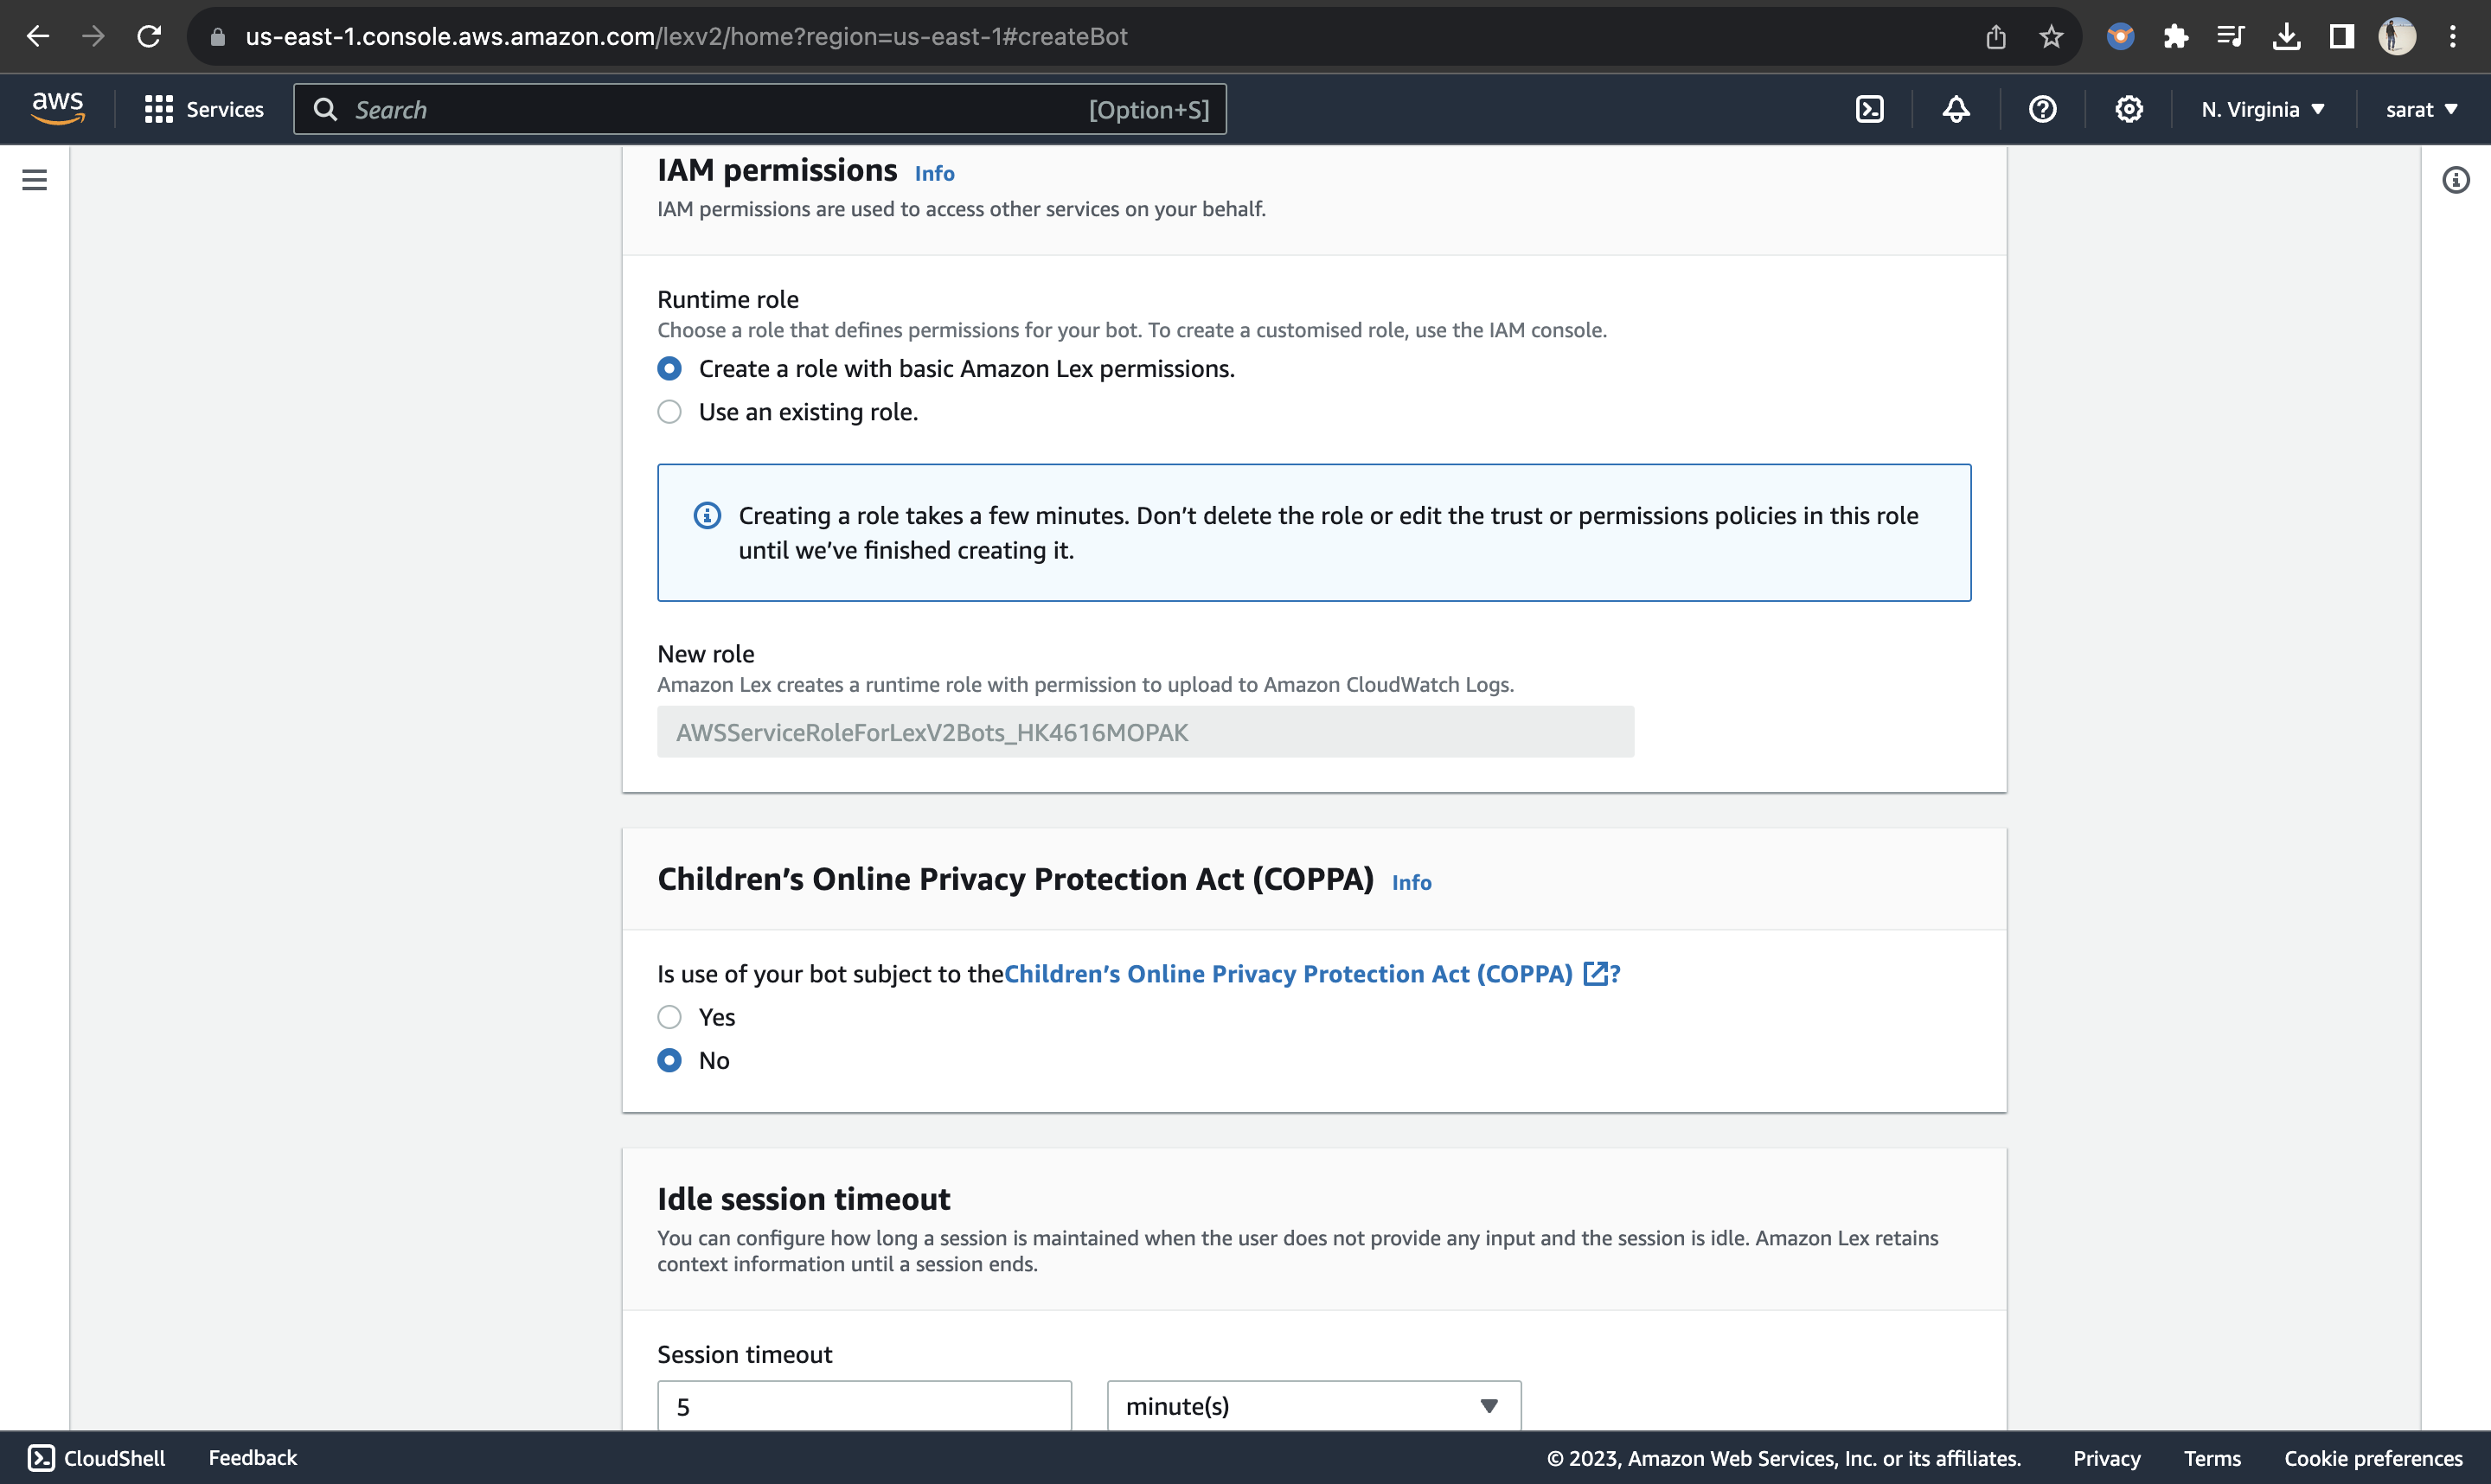 us-east-1.console.aws.amazon.com/lexv2/home?region=us-east-1#createBot
aws
Services
Search
[Option+S]
N. Virginia
sarat
IAM permissions Info
IAM permissions are used to access other services on your behalf.
Runtime role
Choose a role that defines permissions for your bot. To create a customised role, use the IAM console.
Create a role with basic Amazon Lex permissions.
Use an existing role.
Creating a role takes a few minutes. Don’t delete the role or edit the trust or permissions policies in this role
until we’ve finished creating it.
New role
Amazon Lex creates a runtime role with permission to upload to Amazon CloudWatch Logs.
AWSServiceRoleForLexV2Bots_HK4616MOPAK
Children’s Online Privacy Protection Act (COPPA) Info
Is use of your bot subject to theChildren’s Online Privacy Protection Act (COPPA) ?
Yes
No
Idle session timeout
You can configure how long a session is maintained when the user does not provide any input and the session is idle. Amazon Lex retains
context information until a session ends.
Session timeout
5
minute(s)
CloudShell
Feedback
© 2023, Amazon Web Services, Inc. or its affiliates.
Privacy
Terms
Cookie preferences